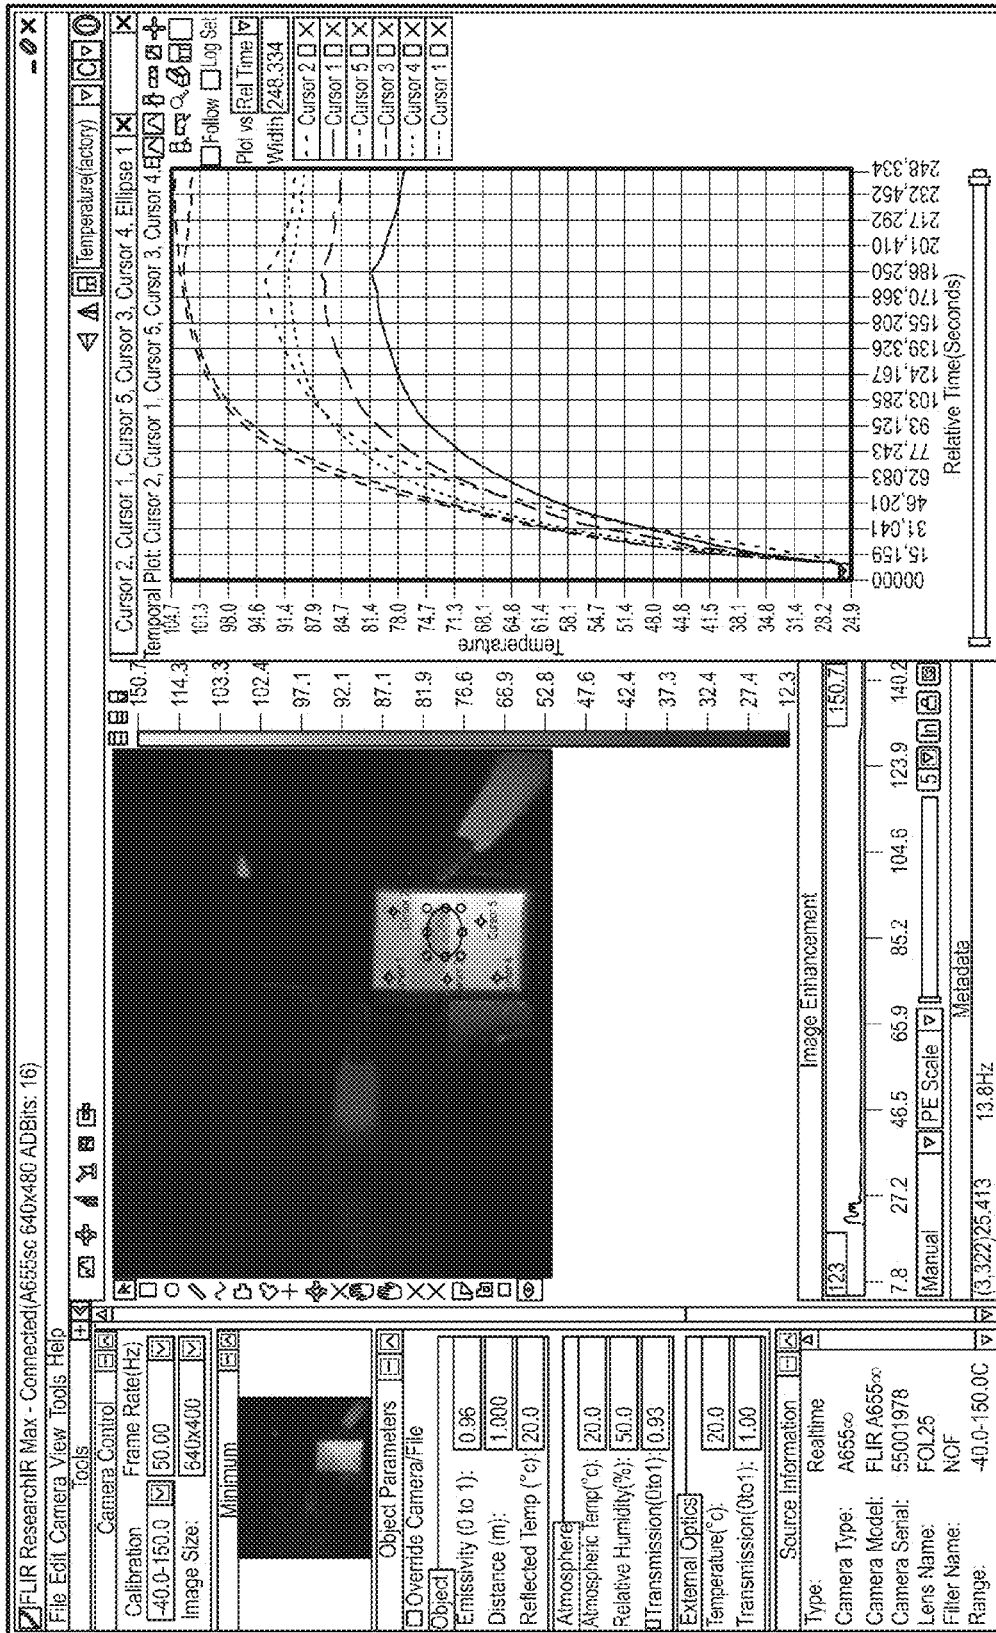 FLIR ResearchIR Max - Connected(A655sc 640x480 ADBits: 16)
File Edit Camera View Tools Help
Tools
Camera Control
Calibration Frame Rate(Hz)
-40.0-150.0 50.00
Image Size: 640x400
Minimum
Object Parameters
Override Camera/File
Object
Emissivity (0 to 1): 0.96
Distance (m): 1.000
Reflected Temp (°c): 20.0
Atmosphere
Atmospheric Temp(°c): 20.0
Relative Humidity(%): 50.0
Transmission(0to1): 0.93
External Optics
Temperature(°c): 20.0
Transmission(0to1): 1.00
Source Information
Type: Realtime
Camera Type: A655∞
Camera Model: FLIR A655∞
Camera Serial: 55001978
Lens Name: FOL25
Filter Name: NOF
Range: -40.0-150.0C
Temperature(factory)
C
Cursor 5
150.7
114.3
103.3
102.4
97.1
92.1
87.1
81.9
76.6
66.9
52.8
47.6
42.4
37.3
32.4
27.4
12.3
Image Enhancement
123 150.7
7.8 27.2 46.5 65.9 85.2 104.6 123.9 140.2
Manual PE Scale 5 In
Metadata
(3,322)25.413 13.8Hz
Cursor 2, Cursor 1, Cursor 5, Cursor 3, Cursor 4, Ellipse 1
Temporal Plot: Cursor 2, Cursor 1, Cursor 5, Cursor 3, Cursor 4,E
Follow Log Set
Plot vs Rel Time
Width 248.334
Cursor 2
Cursor 1
Cursor 5
Cursor 3
Cursor 4
Cursor 1
Temperature
104.7
101.3
98.0
94.6
91.4
87.9
84.7
81.4
78.0
74.7
71.3
68.1
64.8
61.4
58.1
54.7
51.4
48.0
44.8
41.5
38.1
34.8
31.4
28.2
24.9
00000
15,159
31,041
46,201
62,083
77,243
93,125
103,285
124,167
139,326
155,208
170,368
186,250
201,410
217,292
232,452
248,334
Relative Time(Seconds)